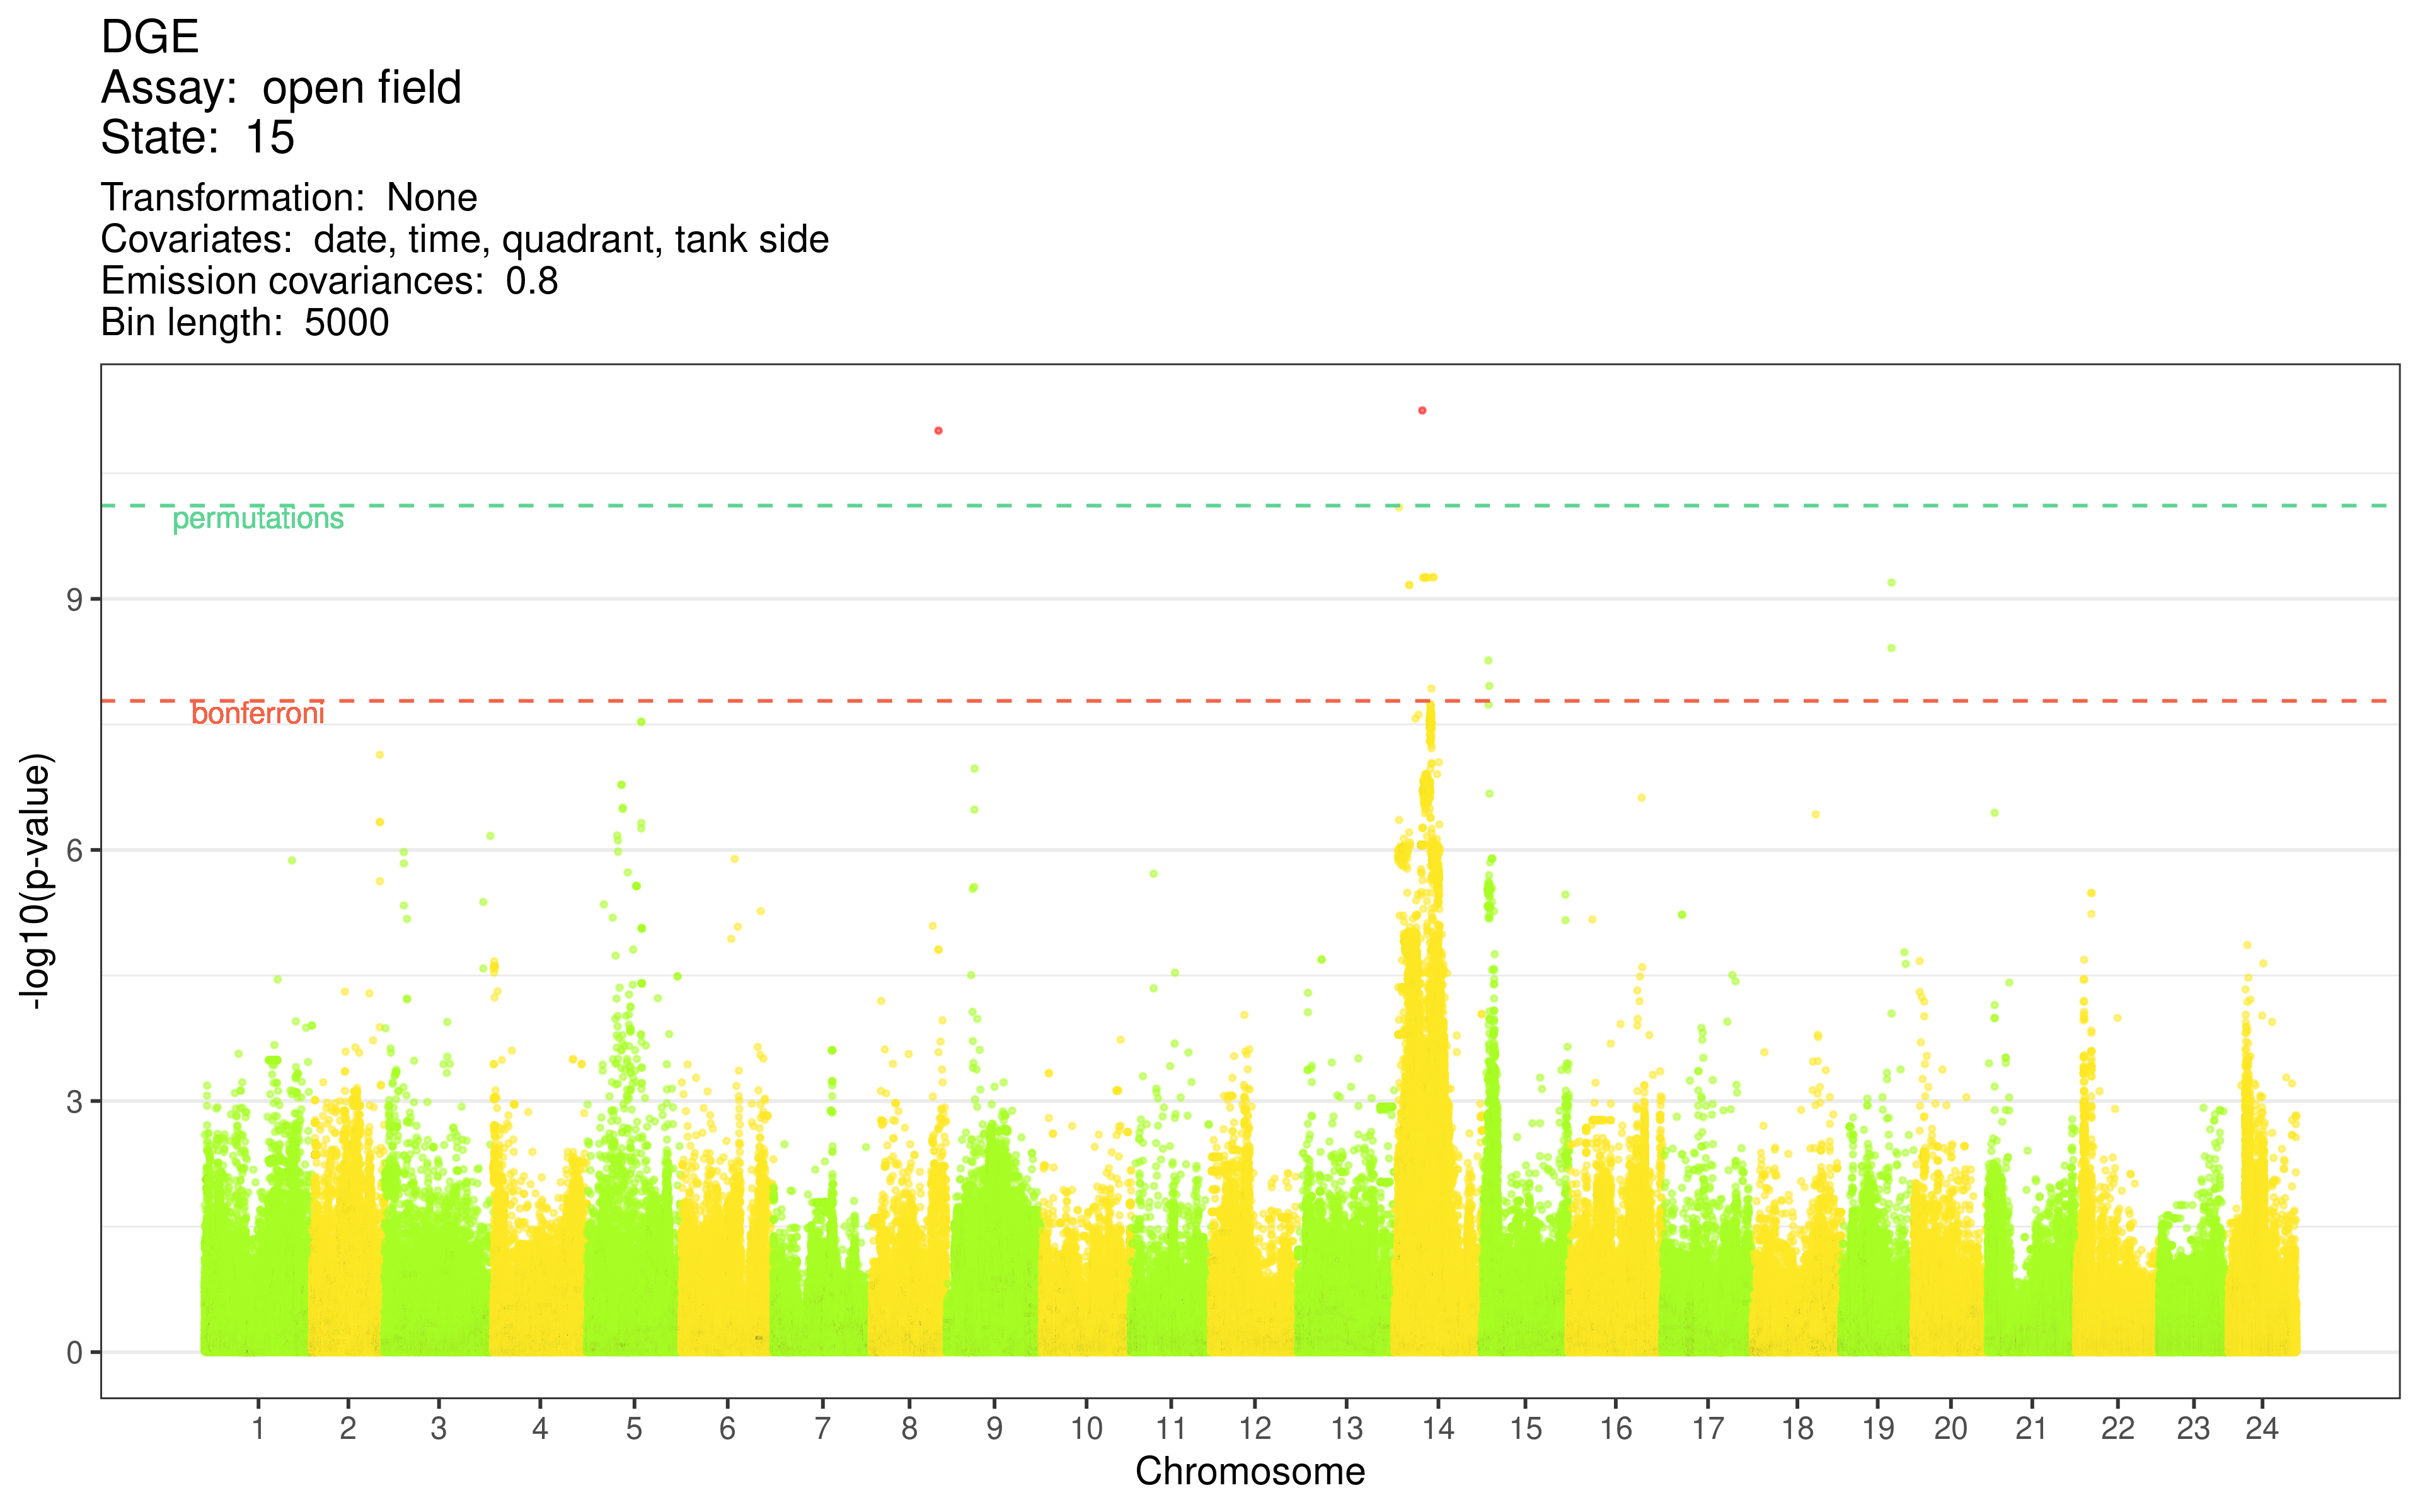 DGE
Assay:  open field
State:  15
Transformation:  None
Covariates:  date, time, quadrant, tank side
Emission covariances:  0.8
Bin length:  5000
permutations
9
bonferroni
6
3
0
-log10(p-value)
1 2 3 4 5 6 7 8 9 10 11 12 13 14 15 16 17 18 19 20 21 22 23 24
Chromosome